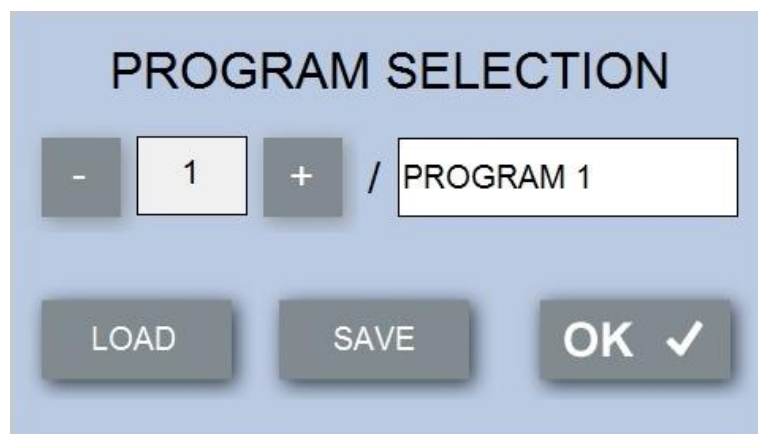 PROGRAM SELECTION
- 1 + / PROGRAM 1
LOAD SAVE OK ✓